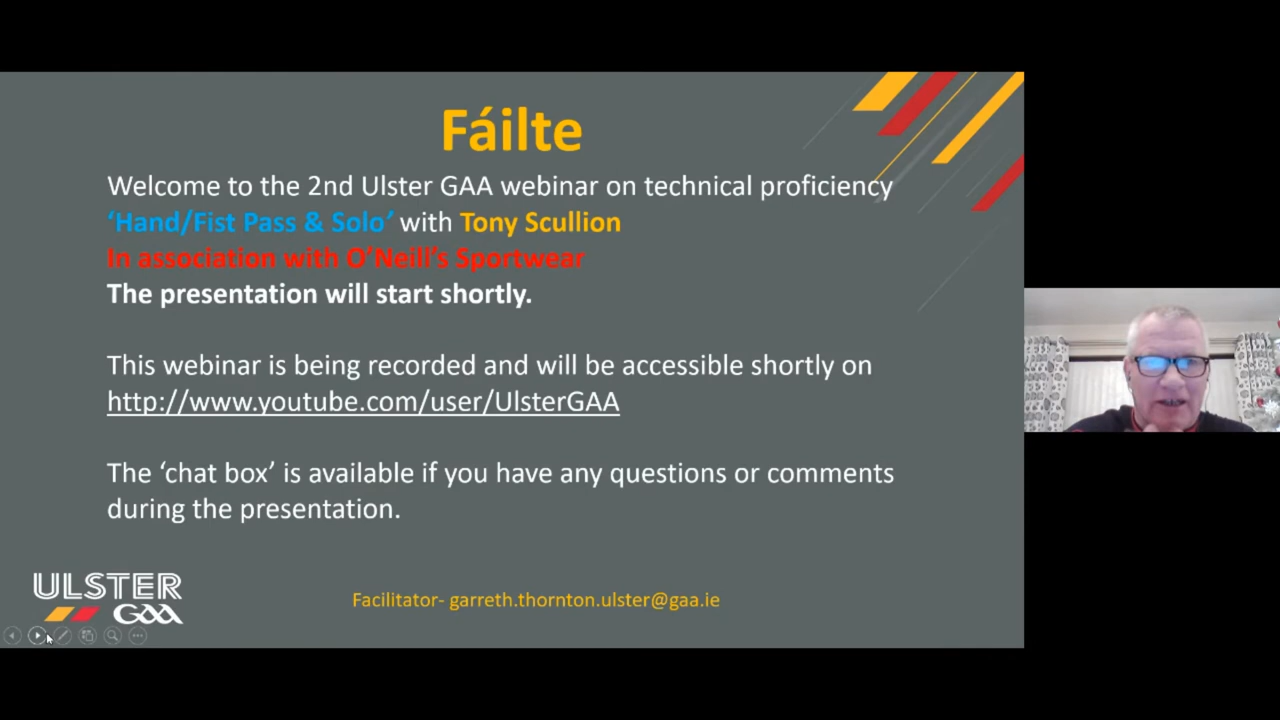 Fáilte
Welcome to the 2nd Ulster GAA webinar on technical proficiency
‘Hand/Fist Pass & Solo’ with Tony Scullion
In association with O’Neill’s Sportwear
The presentation will start shortly.
This webinar is being recorded and will be accessible shortly on
http://www.youtube.com/user/UlsterGAA
The ‘chat box’ is available if you have any questions or comments
during the presentation.
ULSTER
GAA
Facilitator- garreth.thornton.ulster@gaa.ie